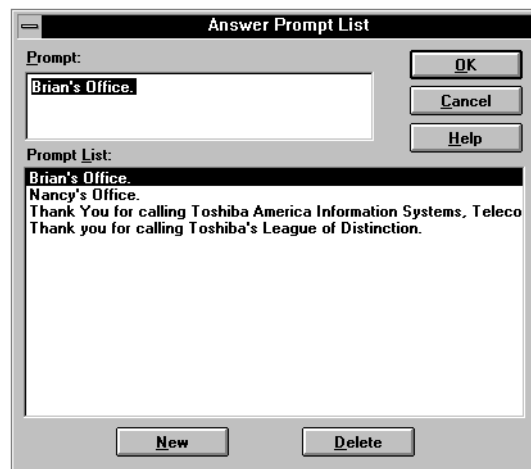 Answer Prompt List
Prompt:
Brian's Office.
OK
Cancel
Help
Prompt List:
Brian's Office.
Nancy's Office.
Thank You for calling Toshiba America Information Systems, Teleco
Thank you for calling Toshiba's League of Distinction.
New
Delete